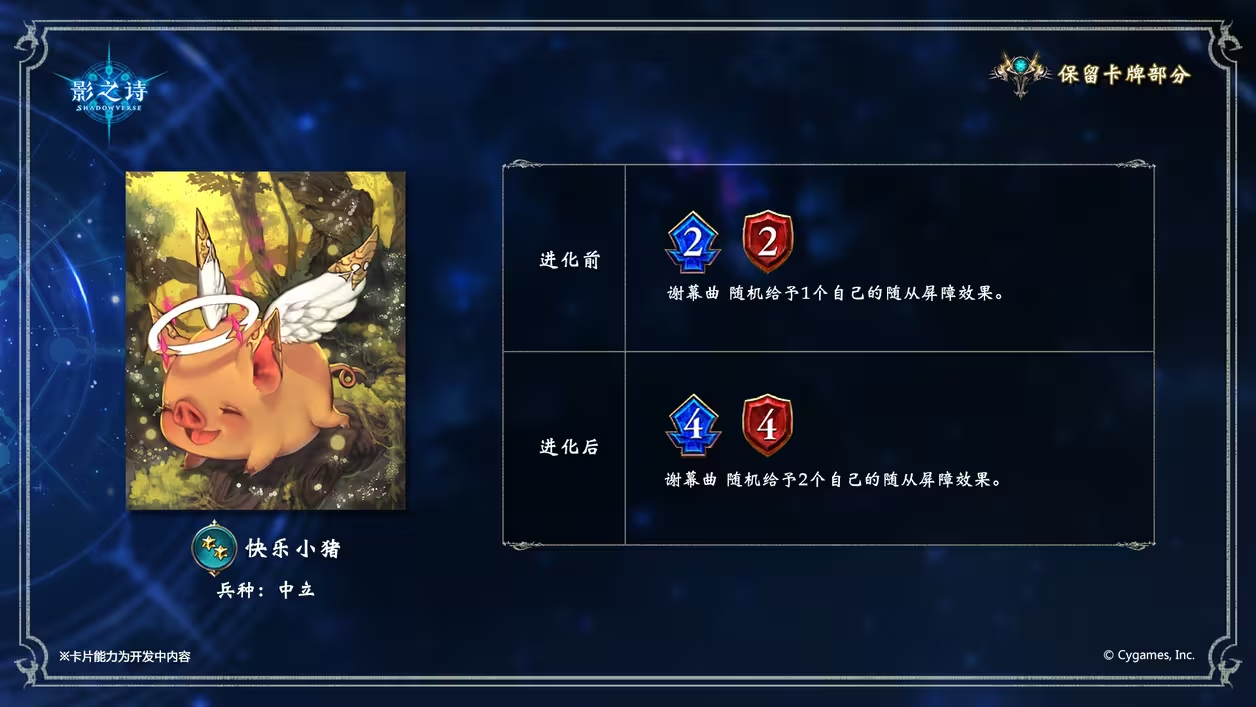 影之诗
SHADOWVERSE
保留卡牌部分
进化前
2 2
谢幕曲 随机给予1个自己的随从屏障效果。
进化后
4 4
谢幕曲 随机给予2个自己的随从屏障效果。
快乐小猪
兵种：中立
※卡片能力为开发中内容
© Cygames, Inc.